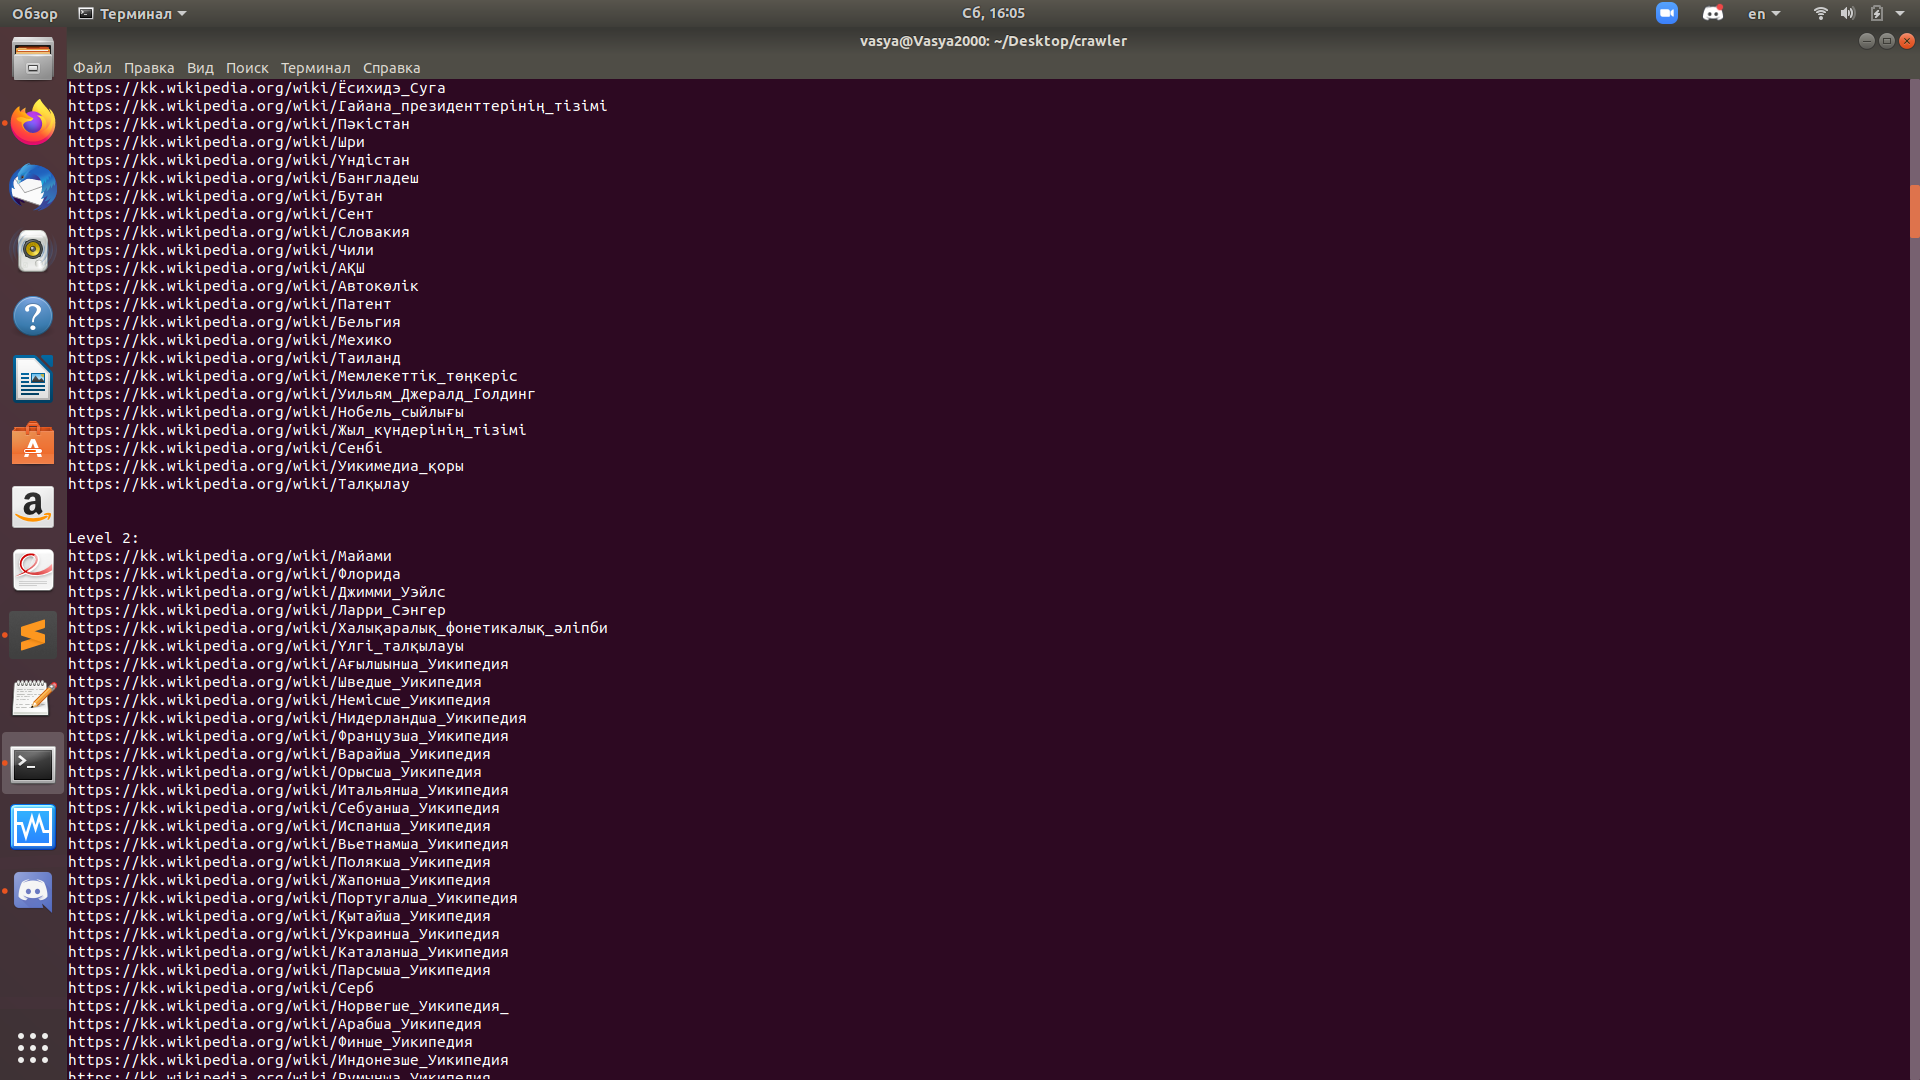 Обзор
Терминал
Сб, 16:05
en
vasya@Vasya2000: ~/Desktop/crawler
Файл Правка Вид Поиск Терминал Справка
https://kk.wikipedia.org/wiki/Ёсихидэ_Суга
https://kk.wikipedia.org/wiki/Гайана_президенттерінің_тізімі
https://kk.wikipedia.org/wiki/Пәкістан
https://kk.wikipedia.org/wiki/Шри
https://kk.wikipedia.org/wiki/Үндістан
https://kk.wikipedia.org/wiki/Бангладеш
https://kk.wikipedia.org/wiki/Бутан
https://kk.wikipedia.org/wiki/Сент
https://kk.wikipedia.org/wiki/Словакия
https://kk.wikipedia.org/wiki/Чили
https://kk.wikipedia.org/wiki/АҚШ
https://kk.wikipedia.org/wiki/Автокөлік
https://kk.wikipedia.org/wiki/Патент
https://kk.wikipedia.org/wiki/Бельгия
https://kk.wikipedia.org/wiki/Мехико
https://kk.wikipedia.org/wiki/Таиланд
https://kk.wikipedia.org/wiki/Мемлекеттік_төңкеріс
https://kk.wikipedia.org/wiki/Уильям_Джералд_Голдинг
https://kk.wikipedia.org/wiki/Нобель_сыйлығы
https://kk.wikipedia.org/wiki/Жыл_күндерінің_тізімі
https://kk.wikipedia.org/wiki/Сенбі
https://kk.wikipedia.org/wiki/Уикимедиа_қоры
https://kk.wikipedia.org/wiki/Талқылау
Level 2:
https://kk.wikipedia.org/wiki/Майами
https://kk.wikipedia.org/wiki/Флорида
https://kk.wikipedia.org/wiki/Джимми_Уэйлс
https://kk.wikipedia.org/wiki/Ларри_Сэнгер
https://kk.wikipedia.org/wiki/Халықаралық_фонетикалық_әліпби
https://kk.wikipedia.org/wiki/Үлгі_талқылауы
https://kk.wikipedia.org/wiki/Ағылшынша_Уикипедия
https://kk.wikipedia.org/wiki/Шведше_Уикипедия
https://kk.wikipedia.org/wiki/Немісше_Уикипедия
https://kk.wikipedia.org/wiki/Нидерландша_Уикипедия
https://kk.wikipedia.org/wiki/Французша_Уикипедия
https://kk.wikipedia.org/wiki/Варайша_Уикипедия
https://kk.wikipedia.org/wiki/Орысша_Уикипедия
https://kk.wikipedia.org/wiki/Итальянша_Уикипедия
https://kk.wikipedia.org/wiki/Себуанша_Уикипедия
https://kk.wikipedia.org/wiki/Испанша_Уикипедия
https://kk.wikipedia.org/wiki/Вьетнамша_Уикипедия
https://kk.wikipedia.org/wiki/Полякша_Уикипедия
https://kk.wikipedia.org/wiki/Жапонша_Уикипедия
https://kk.wikipedia.org/wiki/Португалша_Уикипедия
https://kk.wikipedia.org/wiki/Қытайша_Уикипедия
https://kk.wikipedia.org/wiki/Украинша_Уикипедия
https://kk.wikipedia.org/wiki/Каталанша_Уикипедия
https://kk.wikipedia.org/wiki/Парсыша_Уикипедия
https://kk.wikipedia.org/wiki/Серб
https://kk.wikipedia.org/wiki/Норвегше_Уикипедия_
https://kk.wikipedia.org/wiki/Арабша_Уикипедия
https://kk.wikipedia.org/wiki/Финше_Уикипедия
https://kk.wikipedia.org/wiki/Индонезше_Уикипедия
https://kk.wikipedia.org/wiki/Румынша_Уикипедия